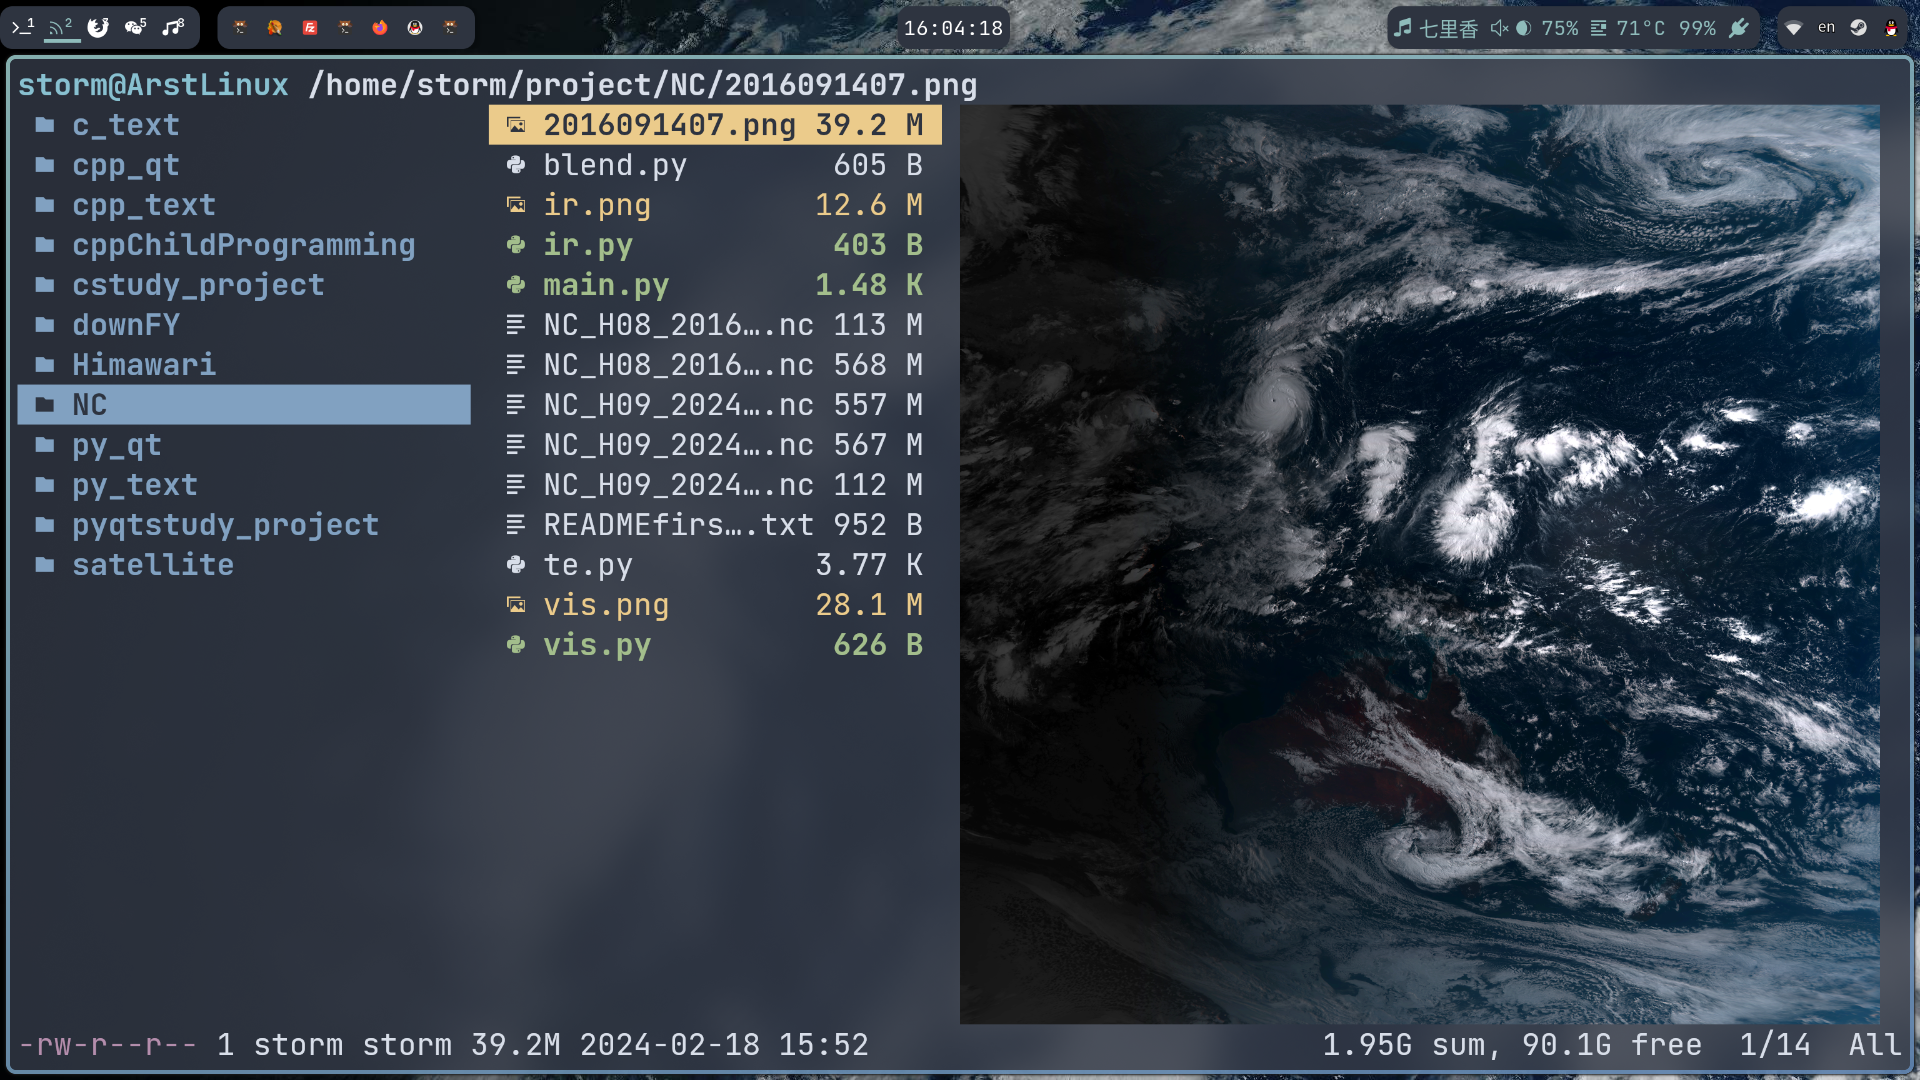 1 2 3 5 8 16:04:18 七里香 75% 71°C 99% en
storm@ArstLinux /home/storm/project/NC/2016091407.png
c_text
cpp_qt
cpp_text
cppChildProgramming
cstudy_project
downFY
Himawari
NC
py_qt
py_text
pyqtstudy_project
satellite
2016091407.png 39.2 M
blend.py 605 B
ir.png 12.6 M
ir.py 403 B
main.py 1.48 K
NC_H08_2016….nc 113 M
NC_H08_2016….nc 568 M
NC_H09_2024….nc 557 M
NC_H09_2024….nc 567 M
NC_H09_2024….nc 112 M
READMEfirs….txt 952 B
te.py 3.77 K
vis.png 28.1 M
vis.py 626 B
-rw-r--r-- 1 storm storm 39.2M 2024-02-18 15:52 1.95G sum, 90.1G free 1/14 All